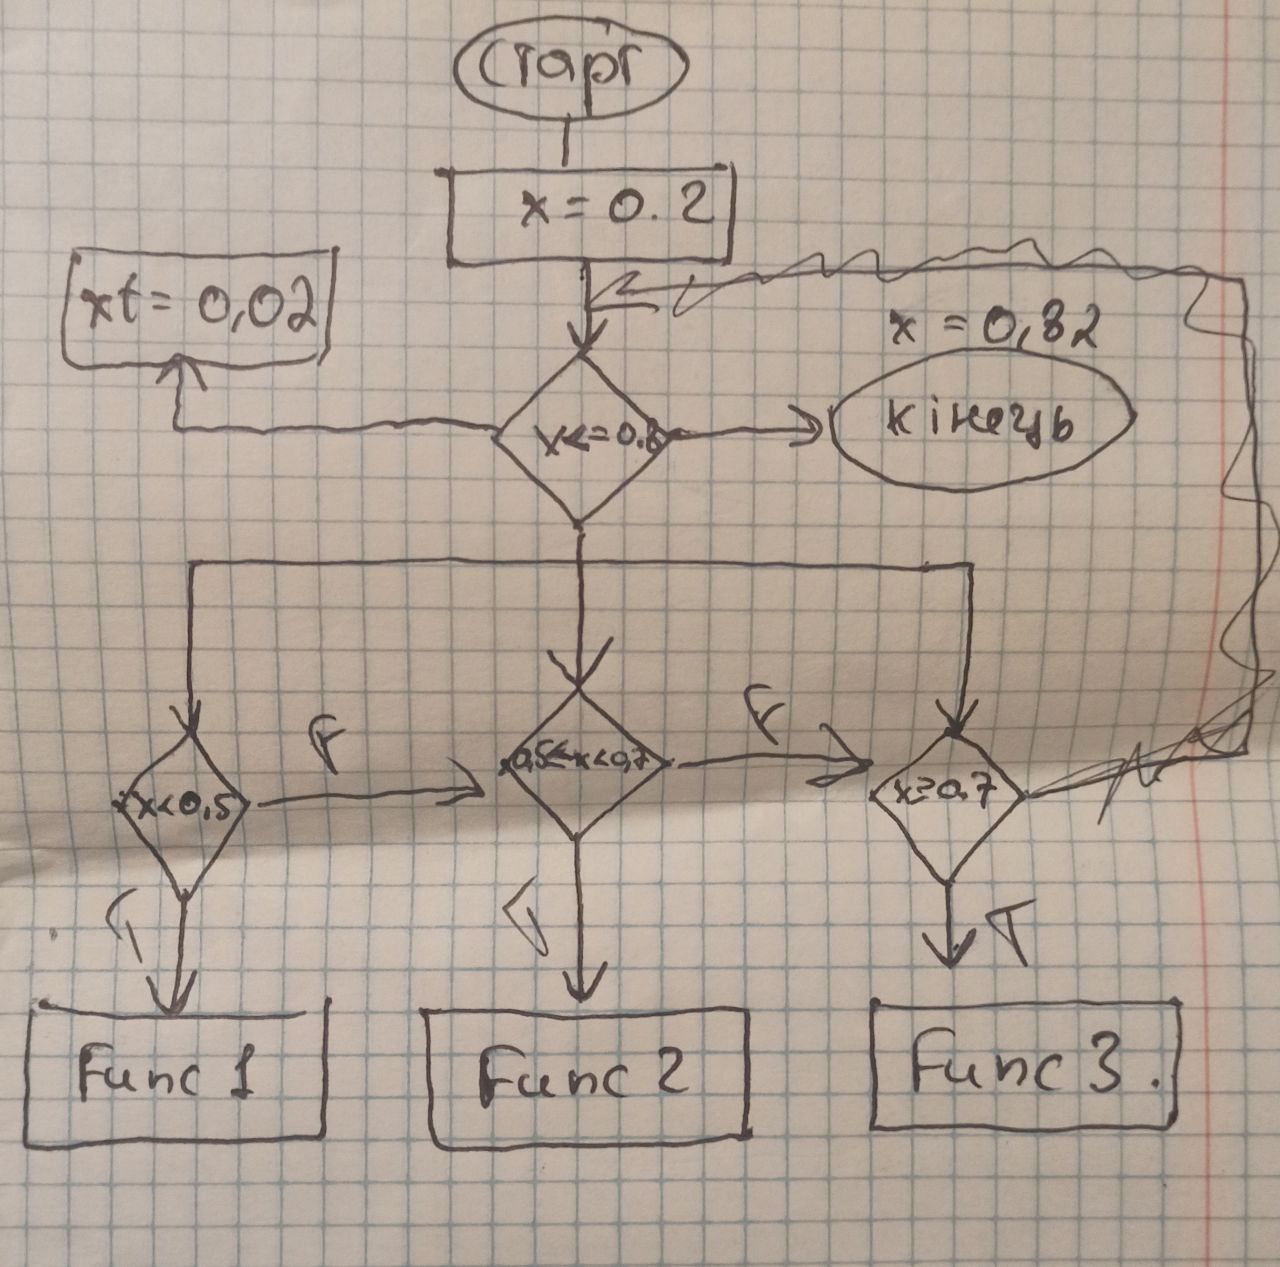 старт
x = 0.2
xt = 0,02
x = 0,82
x <= 0.8
кінець
F
F
x < 0,5
0,5 ≤ x < 0,7
x ≥ 0.7
T
T
T
Func 1
Func 2
Func 3.